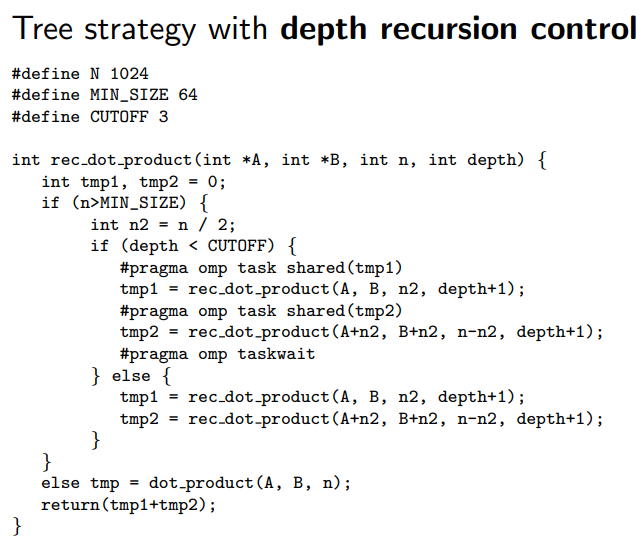 Tree strategy with depth recursion control
#define N 1024
#define MIN_SIZE 64
#define CUTOFF 3
int rec_dot_product(int *A, int *B, int n, int depth) {
int tmp1, tmp2 = 0;
if (n>MIN_SIZE) {
int n2 = n / 2;
if (depth < CUTOFF) {
#pragma omp task shared(tmp1)
tmp1 = rec_dot_product(A, B, n2, depth+1);
#pragma omp task shared(tmp2)
tmp2 = rec_dot_product(A+n2, B+n2, n-n2, depth+1);
#pragma omp taskwait
} else {
tmp1 = rec_dot_product(A, B, n2, depth+1);
tmp2 = rec_dot_product(A+n2, B+n2, n-n2, depth+1);
}
}
else tmp = dot_product(A, B, n);
return(tmp1+tmp2);
}